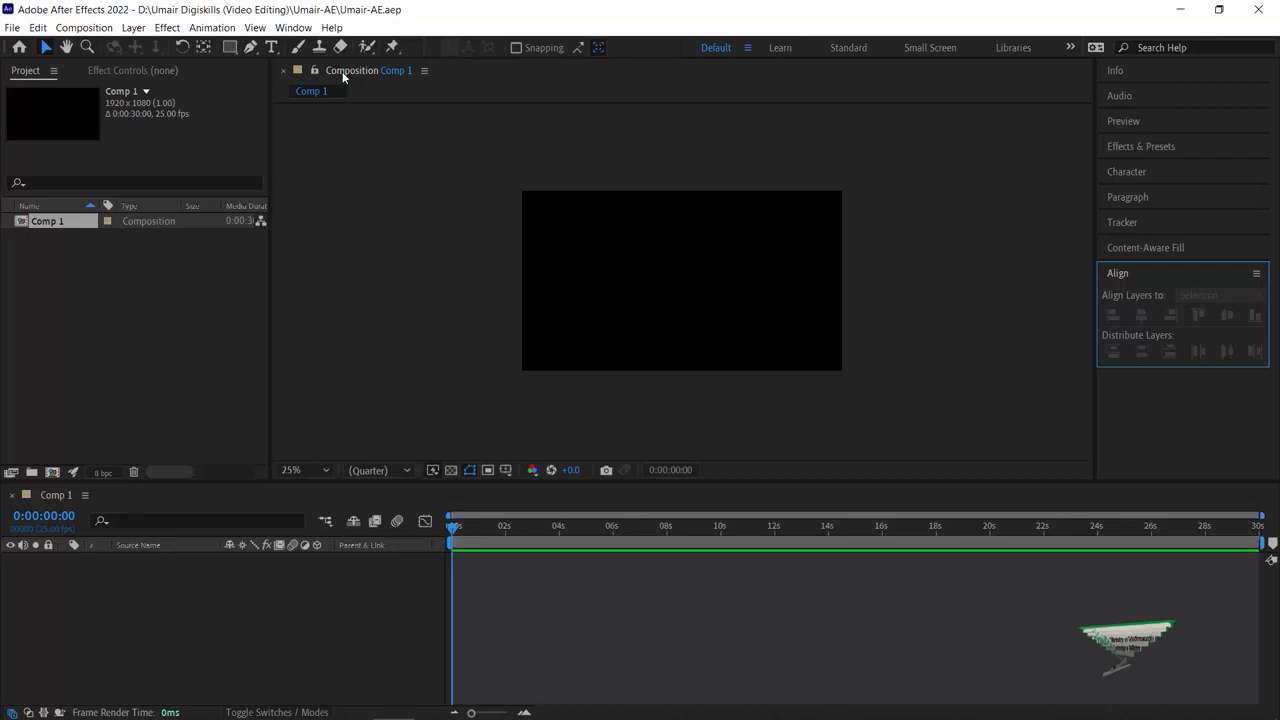 Adobe After Effects 2022 - D:\Umair Digiskills (Video Editing)\Umair-AE\Umair-AE.aep
File Edit Composition Layer Effect Animation View Window Help
Snapping
Default Learn Standard Small Screen Libraries Search Help
Project Effect Controls (none)
Composition Comp 1
Comp 1
Comp 1
1920 x 1080 (1.00)
Δ 0:00:30:00, 25.00 fps
Name Type Size Media Durat
Comp 1 Composition 0:00:3
8 bpc
25% (Quarter) +0.0 0:00:00:00
Info
Audio
Preview
Effects & Presets
Character
Paragraph
Tracker
Content-Aware Fill
Align
Align Layers to: Selection
Distribute Layers:
Comp 1
0:00:00:00
00000 (25.00 fps)
00s 02s 04s 06s 08s 10s 12s 14s 16s 18s 20s 22s 24s 26s 28s 30s
Source Name Parent & Link
Frame Render Time: 0ms Toggle Switches / Modes